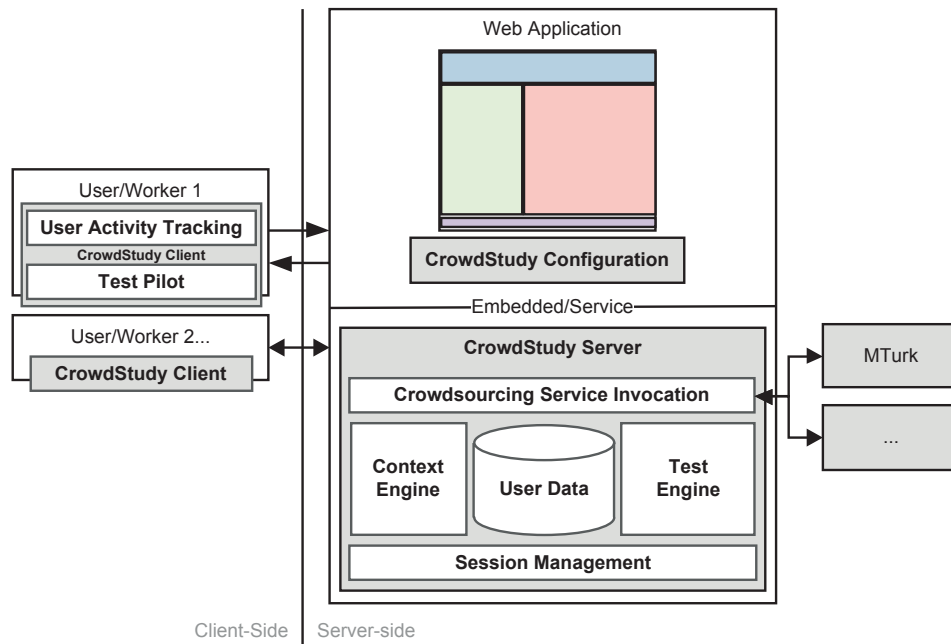 Web Application
CrowdStudy Configuration
User/Worker 1
User Activity Tracking
CrowdStudy Client
Test Pilot
User/Worker 2...
CrowdStudy Client
Embedded/Service
CrowdStudy Server
Crowdsourcing Service Invocation
Context
Engine
User Data
Test
Engine
Session Management
MTurk
...
Client-Side
Server-side